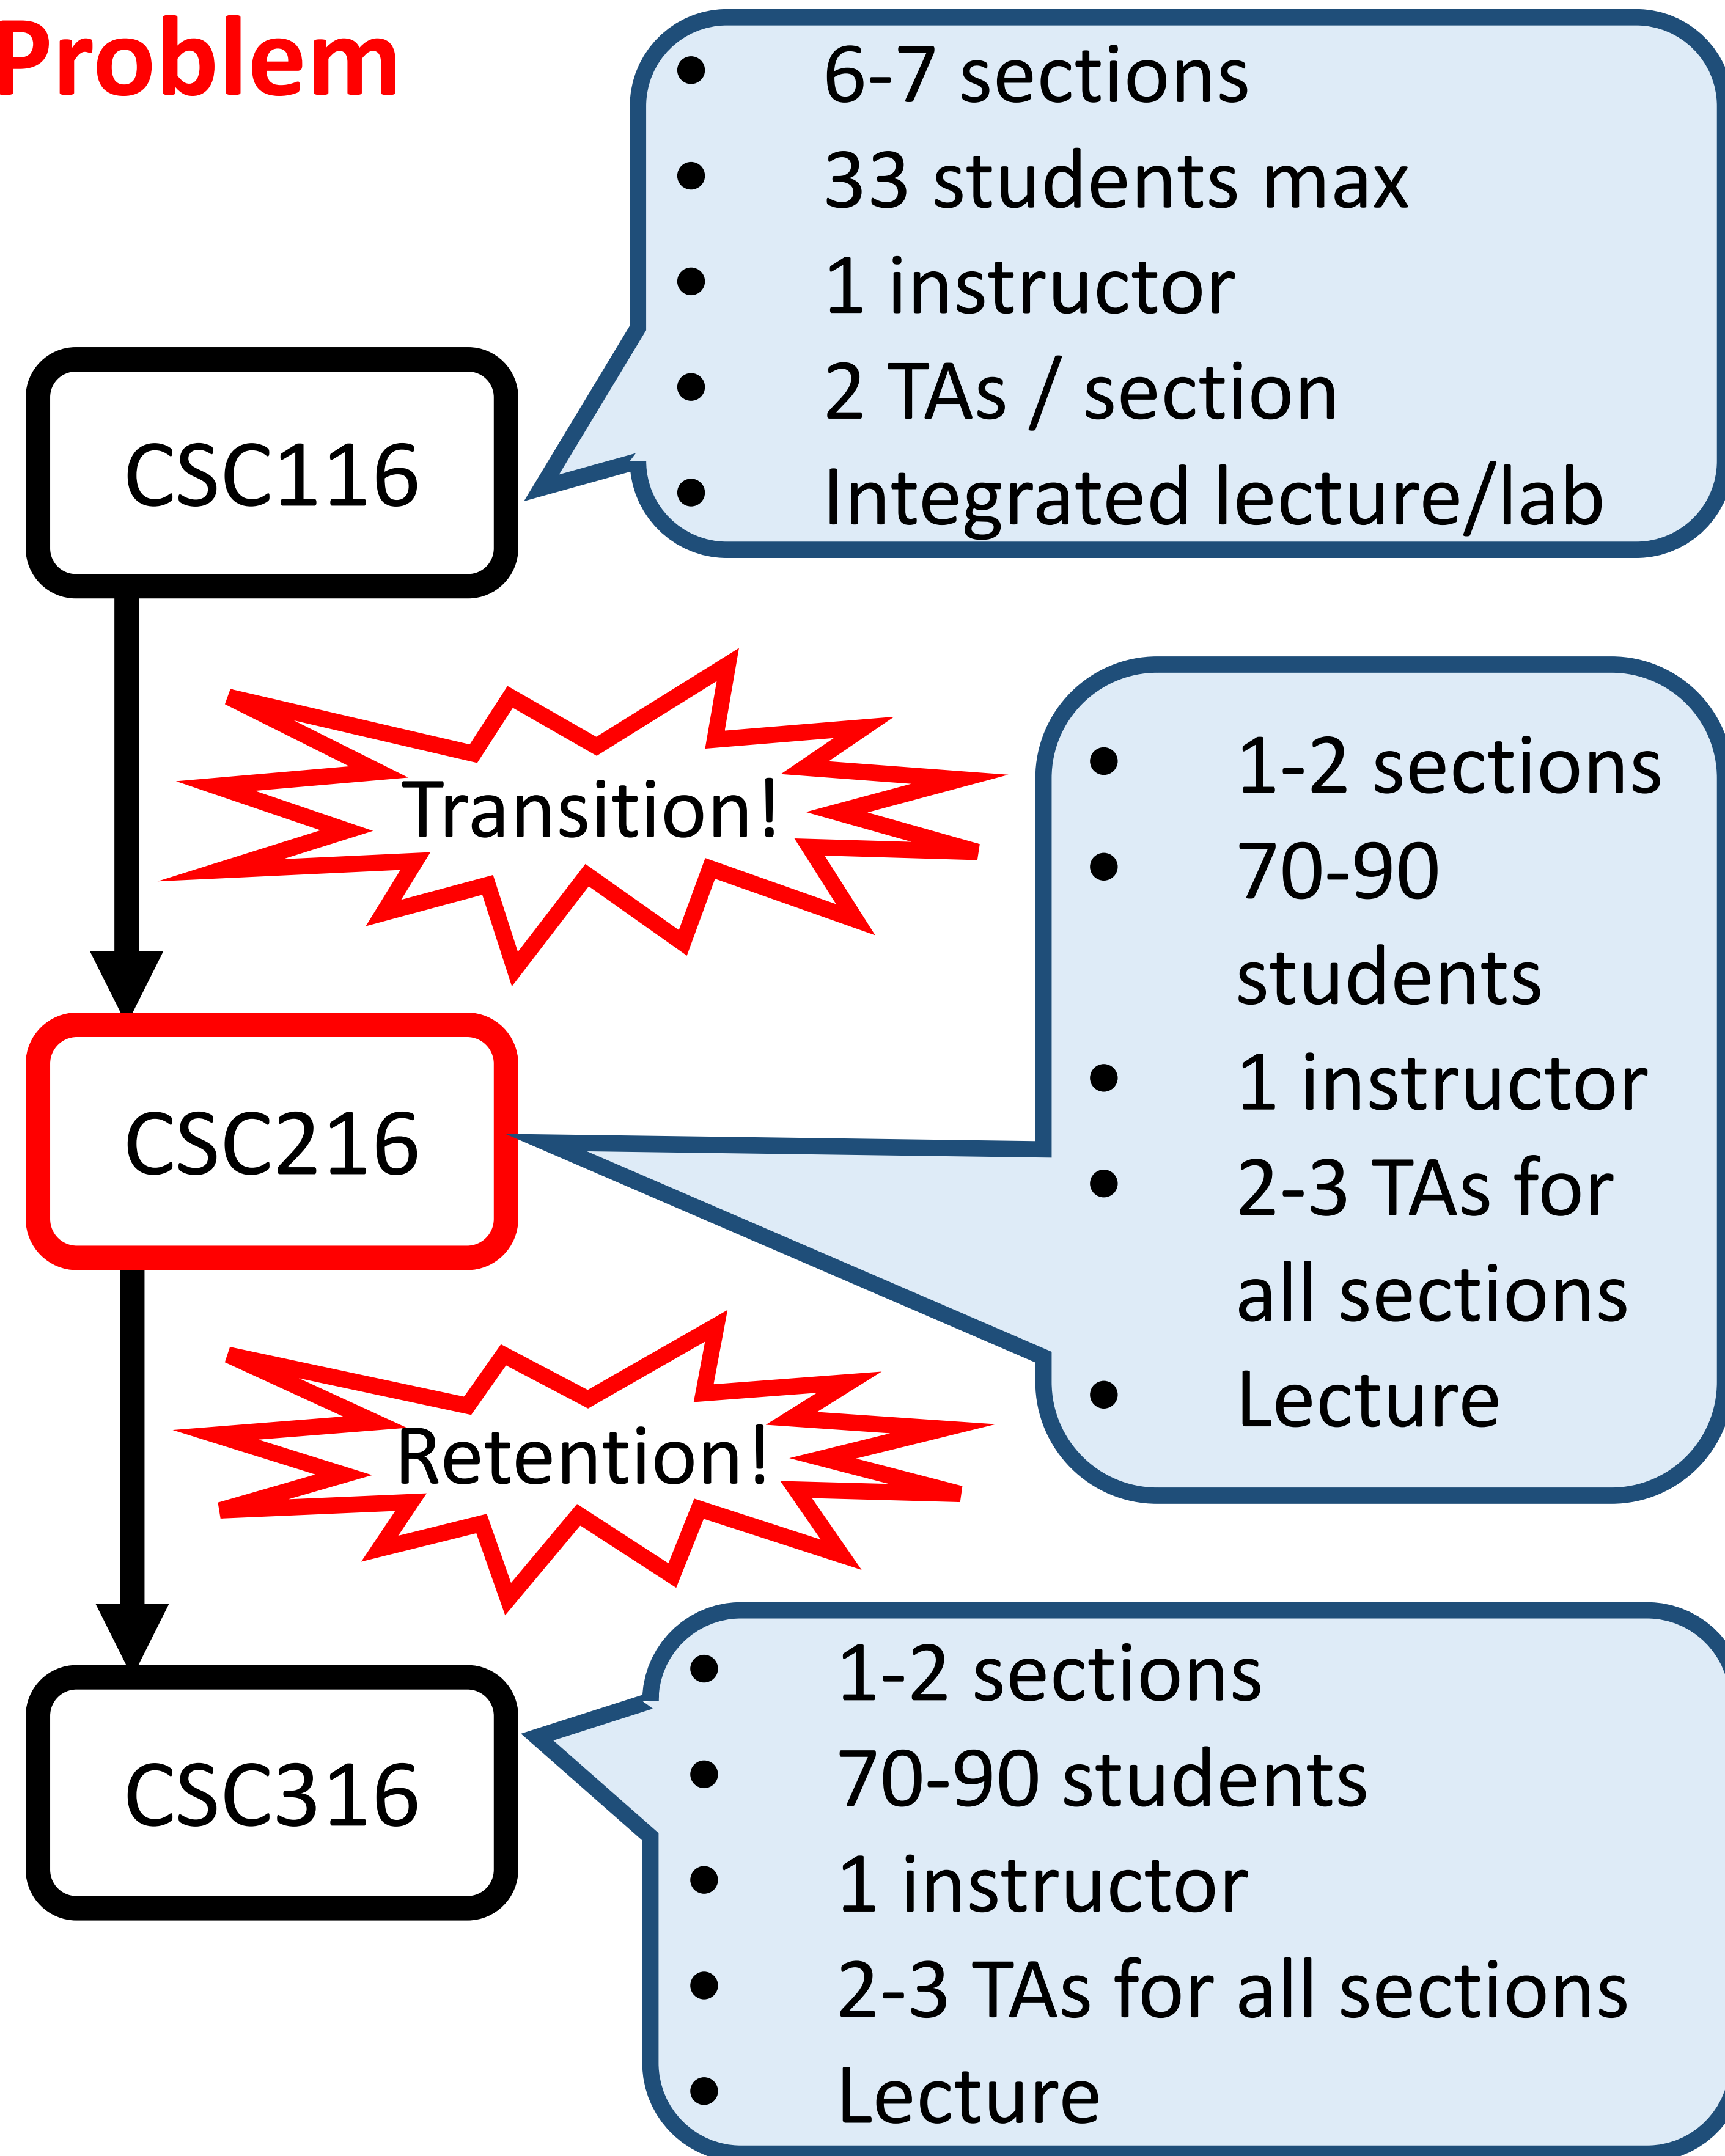 Problem
• 6-7 sections
• 33 students max
• 1 instructor
• 2 TAs / section
• Integrated lecture/lab
CSC116
Transition!
• 1-2 sections
• 70-90
students
• 1 instructor
• 2-3 TAs for
all sections
• Lecture
CSC216
Retention!
• 1-2 sections
• 70-90 students
• 1 instructor
• 2-3 TAs for all sections
• Lecture
CSC316